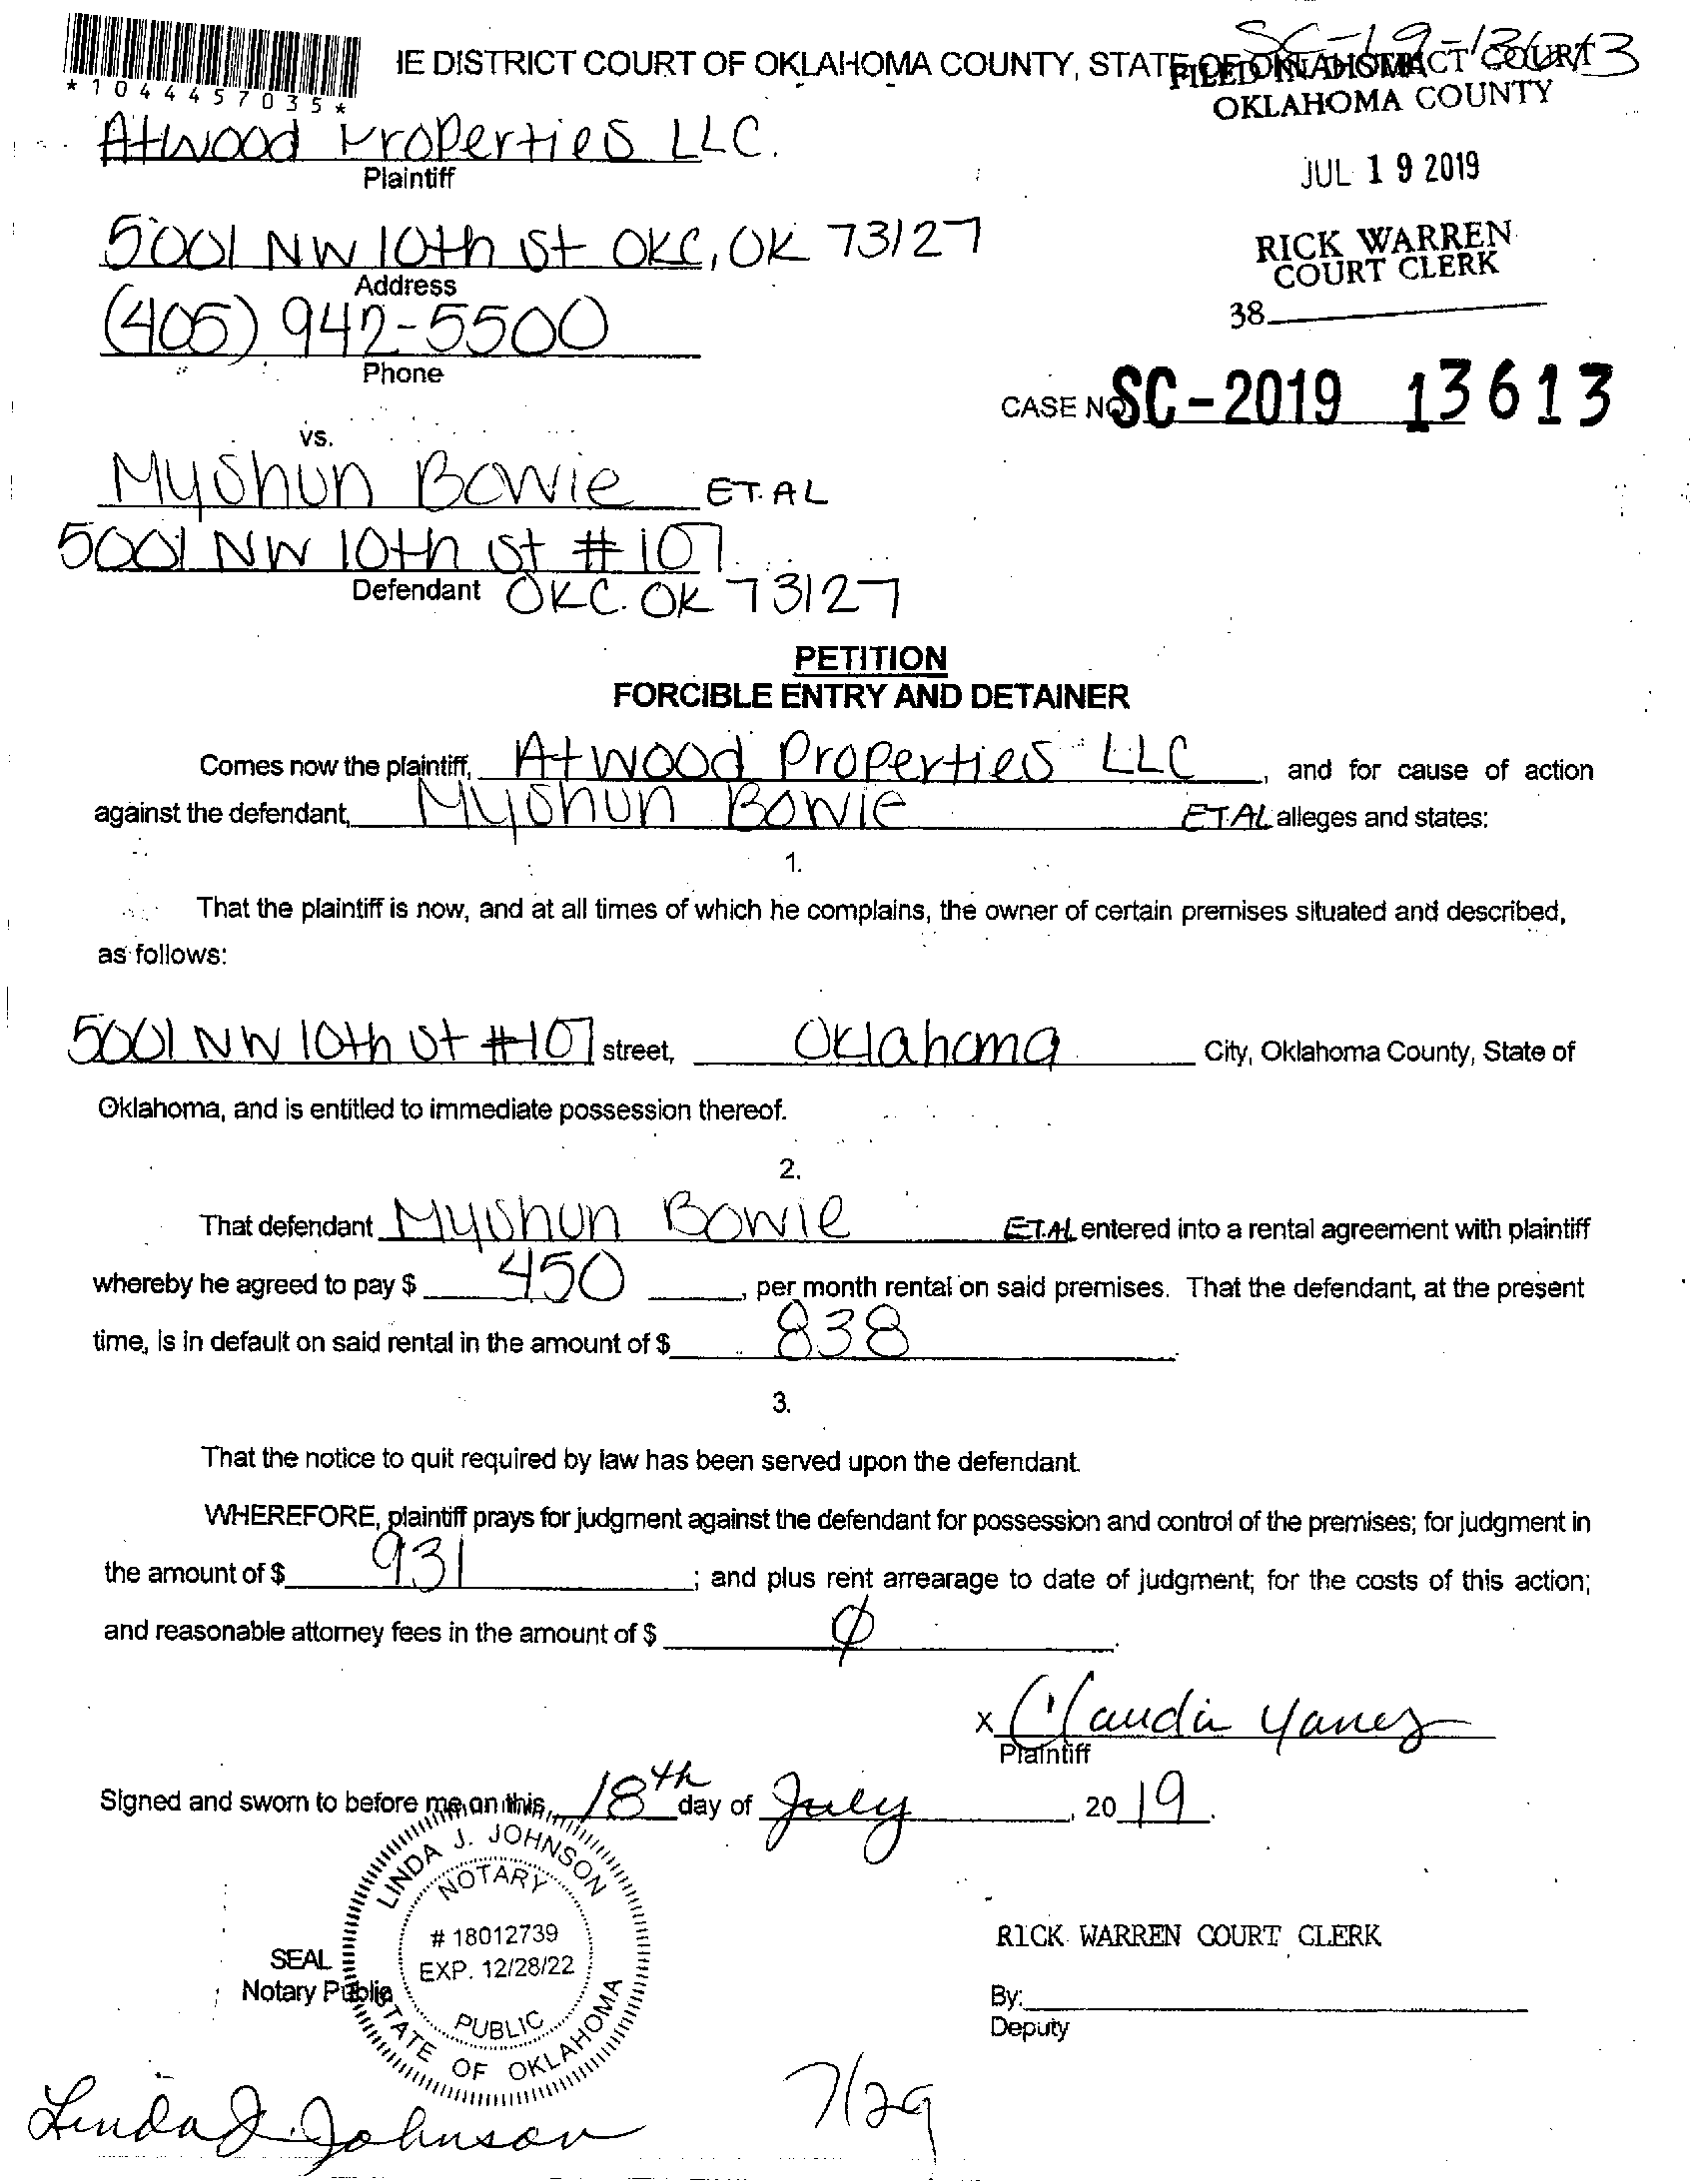 SC-19-13613
IE DISTRICT COURT OF OKLAHOMA COUNTY, STATE OF OKLAHOMA
FILED IN DISTRICT COURT
OKLAHOMA COUNTY
*1044457035*
Atwood Properties LLC.
Plaintiff
JUL 19 2019
5001 NW 10th St OKC, OK 73127
Address
RICK WARREN
COURT CLERK
38
(405) 942-5500
Phone
CASE NO. SC-2019 13613
vs.
Myshun Bowie ET. AL
5001 NW 10th St #107
Defendant OKC. OK 73127
PETITION
FORCIBLE ENTRY AND DETAINER
Comes now the plaintiff, Atwood Properties LLC, and for cause of action
against the defendant, Myshun Bowie ET.AL alleges and states:
1.
That the plaintiff is now, and at all times of which he complains, the owner of certain premises situated and described,
as follows:
5001 NW 10th St #107 street, Oklahoma City, Oklahoma County, State of
Oklahoma, and is entitled to immediate possession thereof.
2.
That defendant Myshun Bowie ET.AL entered into a rental agreement with plaintiff
whereby he agreed to pay $ 450, per month rental on said premises. That the defendant, at the present
time, is in default on said rental in the amount of $ 838.
3.
That the notice to quit required by law has been served upon the defendant.
WHEREFORE, plaintiff prays for judgment against the defendant for possession and control of the premises; for judgment in
the amount of $ 931; and plus rent arrearage to date of judgment; for the costs of this action;
and reasonable attorney fees in the amount of $ Ø.
x Claudia Yanez
Plaintiff
Signed and sworn to before me on this 18th day of July, 2019.
LINDA J. JOHNSON
NOTARY
# 18012739
EXP. 12/28/22
PUBLIC
STATE OF OKLAHOMA
SEAL
Notary Public
RICK WARREN COURT CLERK
By:
Deputy
Linda J. Johnson
7/29